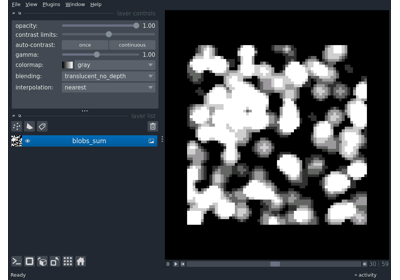 File View Plugins Window Help
layer controls
opacity: 1.00
contrast limits:
auto-contrast: once continuous
gamma: 1.00
colormap: gray
blending: translucent_no_depth
interpolation: nearest
layer list
blobs_sum
30 59
Ready
activity